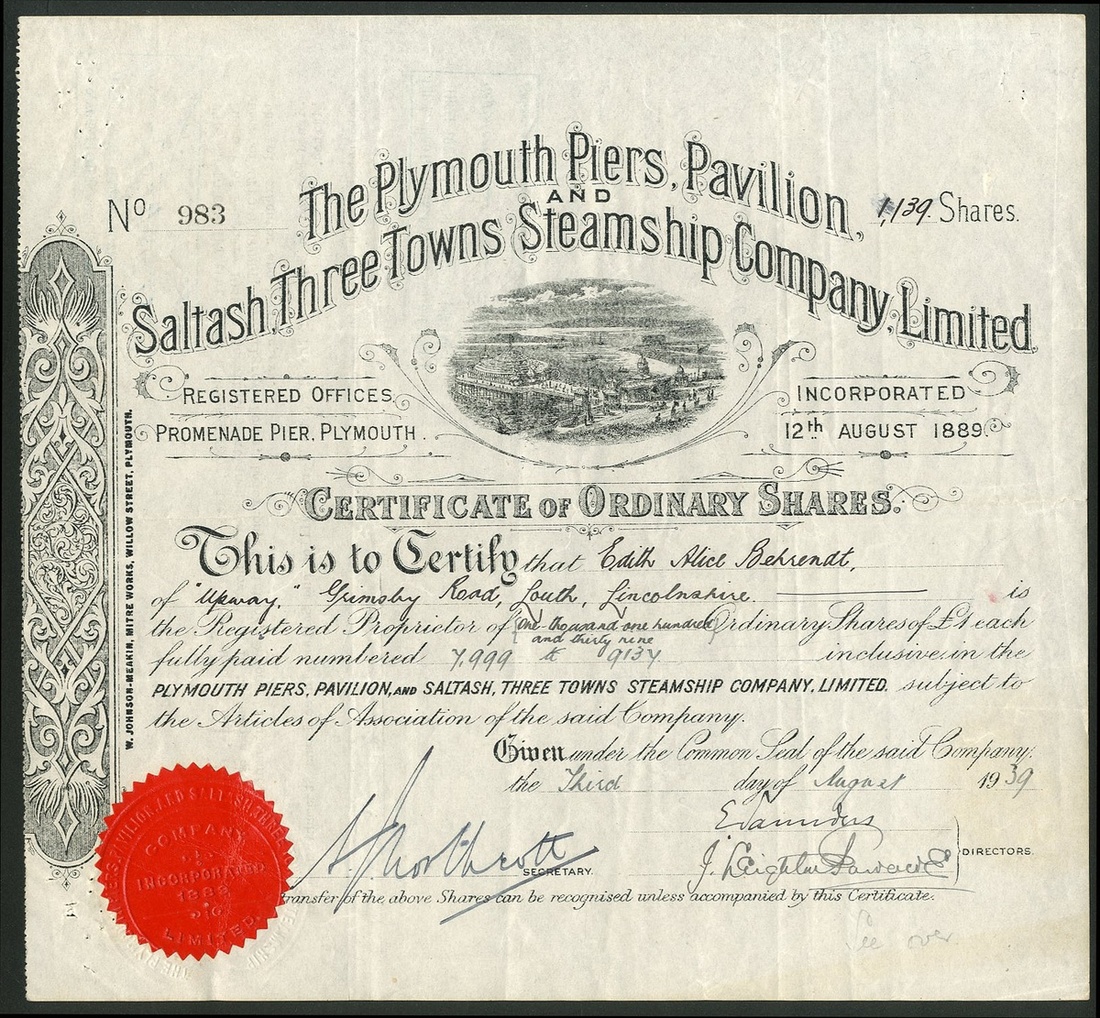 The Plymouth Piers, Pavilion,
AND
Saltash, Three Towns Steamship Company, Limited.
No 983
1,139. Shares.
REGISTERED OFFICES,
PROMENADE PIER, PLYMOUTH.
INCORPORATED
12th AUGUST 1889
CERTIFICATE OF ORDINARY SHARES.
This is to Certify that Edith Alice Behrendt,
of "Upway," Grimsby Road, Louth, Lincolnshire. is
the Registered Proprietor of (One thousand one hundred and thirty nine) Ordinary Shares of £1 each
fully paid numbered 7,999 to 9137 inclusive, in the
PLYMOUTH PIERS, PAVILION, AND SALTASH, THREE TOWNS STEAMSHIP COMPANY, LIMITED. subject to
the Articles of Association of the said Company.
Given under the Common Seal of the said Company,
the Third day of August 1939
SECRETARY.
E Saunders
DIRECTORS.
transfer of the above Shares can be recognised unless accompanied by this Certificate.
See over
W. JOHNSON-MEAKIN, MITRE WORKS, WILLOW STREET, PLYMOUTH.
COMPANY
INCORPORATED
1889
LIMITED.